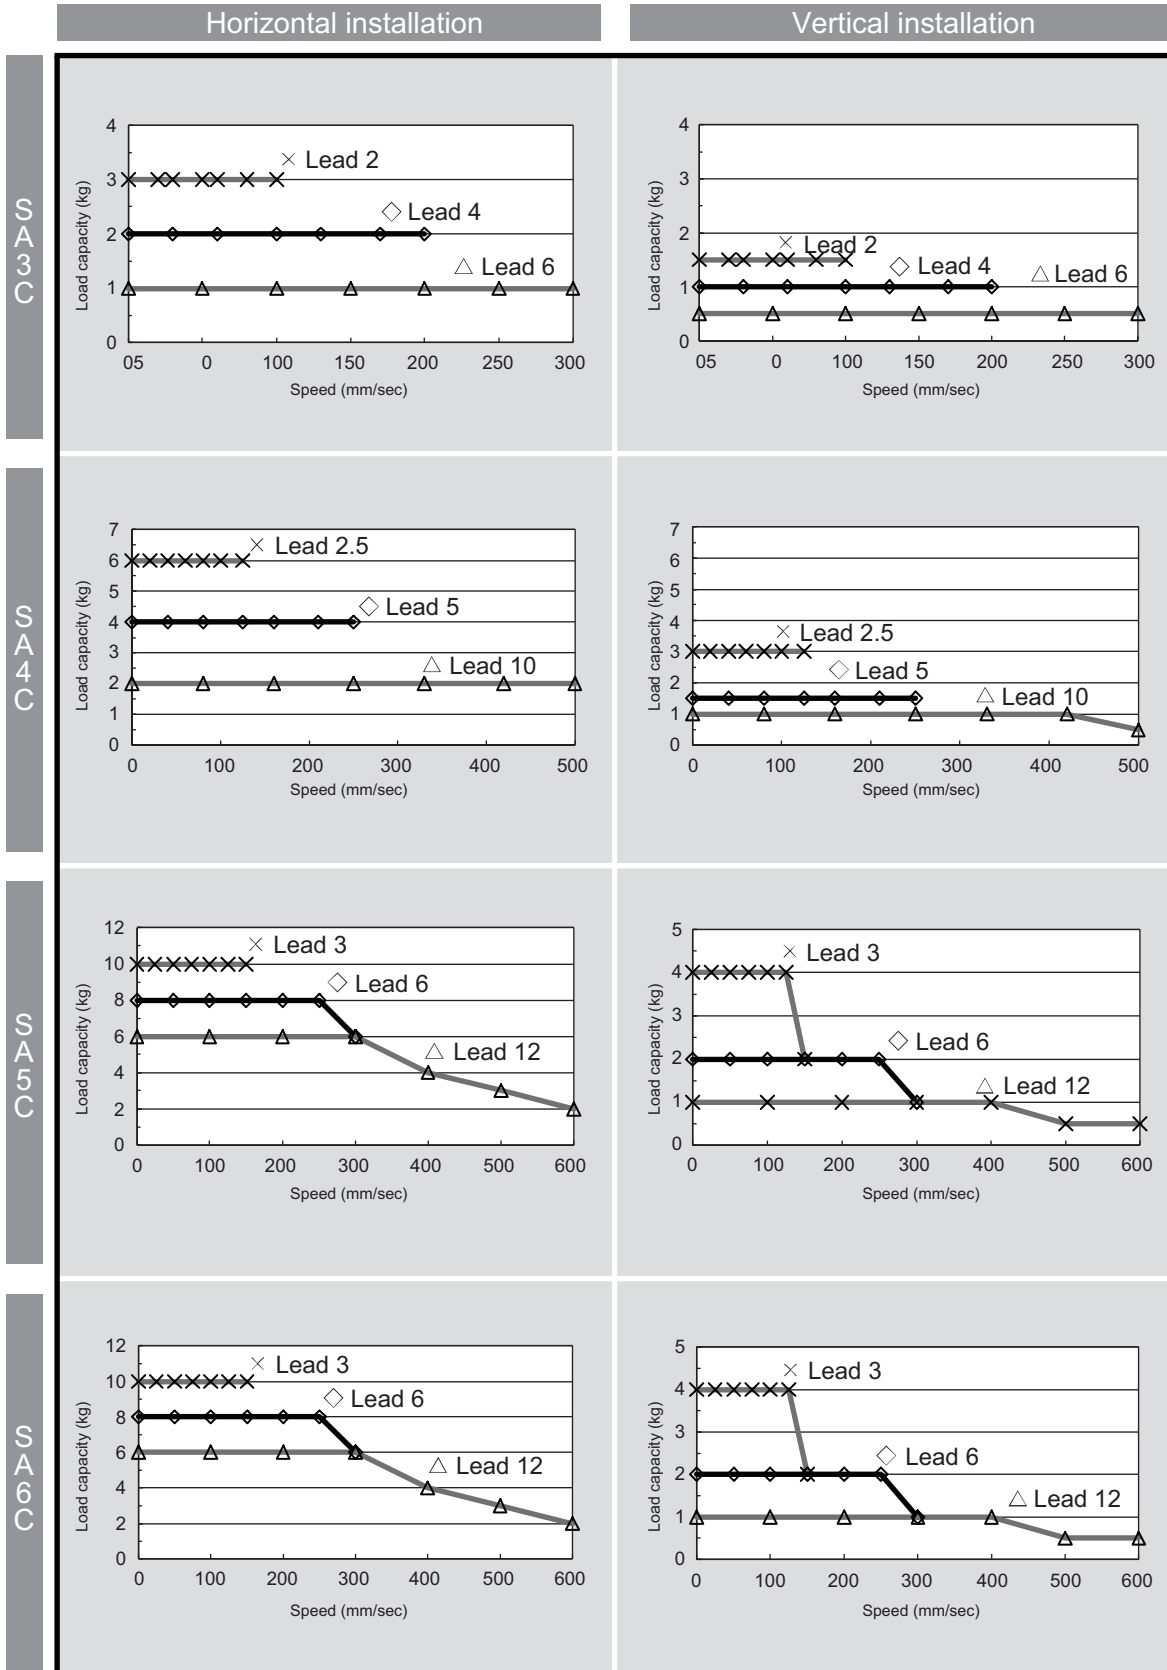 Horizontal installation
Vertical installation
SA3C
4
3
2
1
0
Load capacity (kg)
× Lead 2
◇ Lead 4
△ Lead 6
05 0 100 150 200 250 300
Speed (mm/sec)
4
3
2
1
0
Load capacity (kg)
× Lead 2
◇ Lead 4
△ Lead 6
05 0 100 150 200 250 300
Speed (mm/sec)
SA4C
7
6
5
4
3
2
1
0
Load capacity (kg)
× Lead 2.5
◇ Lead 5
△ Lead 10
0 100 200 300 400 500
Speed (mm/sec)
7
6
5
4
3
2
1
0
Load capacity (kg)
× Lead 2.5
◇ Lead 5
△ Lead 10
0 100 200 300 400 500
Speed (mm/sec)
SA5C
12
10
8
6
4
2
0
Load capacity (kg)
× Lead 3
◇ Lead 6
△ Lead 12
0 100 200 300 400 500 600
Speed (mm/sec)
5
4
3
2
1
0
Load capacity (kg)
× Lead 3
◇ Lead 6
△ Lead 12
0 100 200 300 400 500 600
Speed (mm/sec)
SA6C
12
10
8
6
4
2
0
Load capacity (kg)
× Lead 3
◇ Lead 6
△ Lead 12
0 100 200 300 400 500 600
Speed (mm/sec)
5
4
3
2
1
0
Load capacity (kg)
× Lead 3
◇ Lead 6
△ Lead 12
0 100 200 300 400 500 600
Speed (mm/sec)